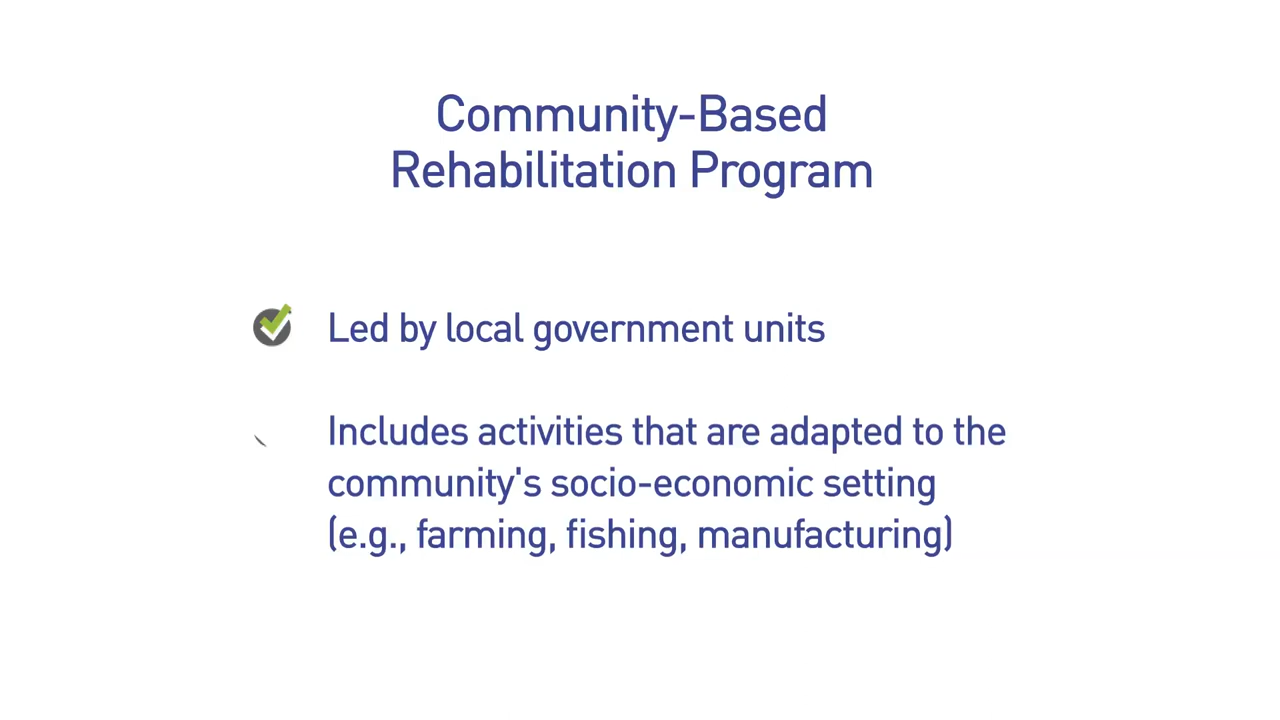 Community-Based
Rehabilitation Program
Led by local government units
Includes activities that are adapted to the
community's socio-economic setting
(e.g., farming, fishing, manufacturing)